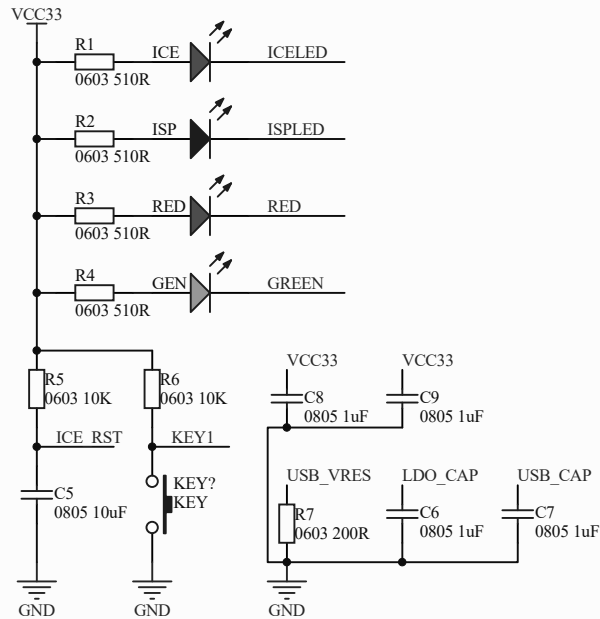 VCC33
R1
ICE
ICELED
0603 510R
R2
ISP
ISPLED
0603 510R
R3
RED
RED
0603 510R
R4
GEN
GREEN
0603 510R
R5
0603 10K
R6
0603 10K
ICE_RST
KEY1
C5
0805 10uF
KEY?
KEY
GND
GND
VCC33
VCC33
C8
0805 1uF
C9
0805 1uF
USB_VRES
LDO_CAP
USB_CAP
R7
0603 200R
C6
0805 1uF
C7
0805 1uF
GND